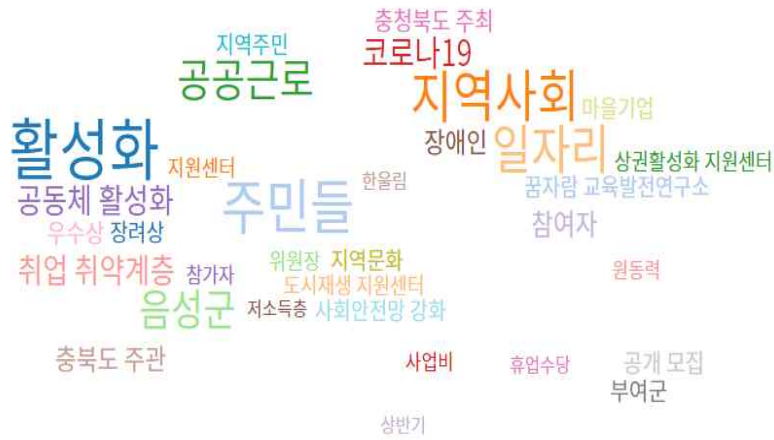 충청북도 주최
지역주민
코로나19
공공근로
지역사회
마을기업
활성화
장애인
일자리
상권활성화 지원센터
지원센터
한울림
꿈자람 교육발전연구소
공동체 활성화
주민들
참여자
우수상
장려상
위원장
지역문화
취업 취약계층
참가자
원동력
도시재생 지원센터
음성군
저소득층
사회안전망 강화
충북도 주관
사업비
휴업수당
공개 모집
부여군
상반기